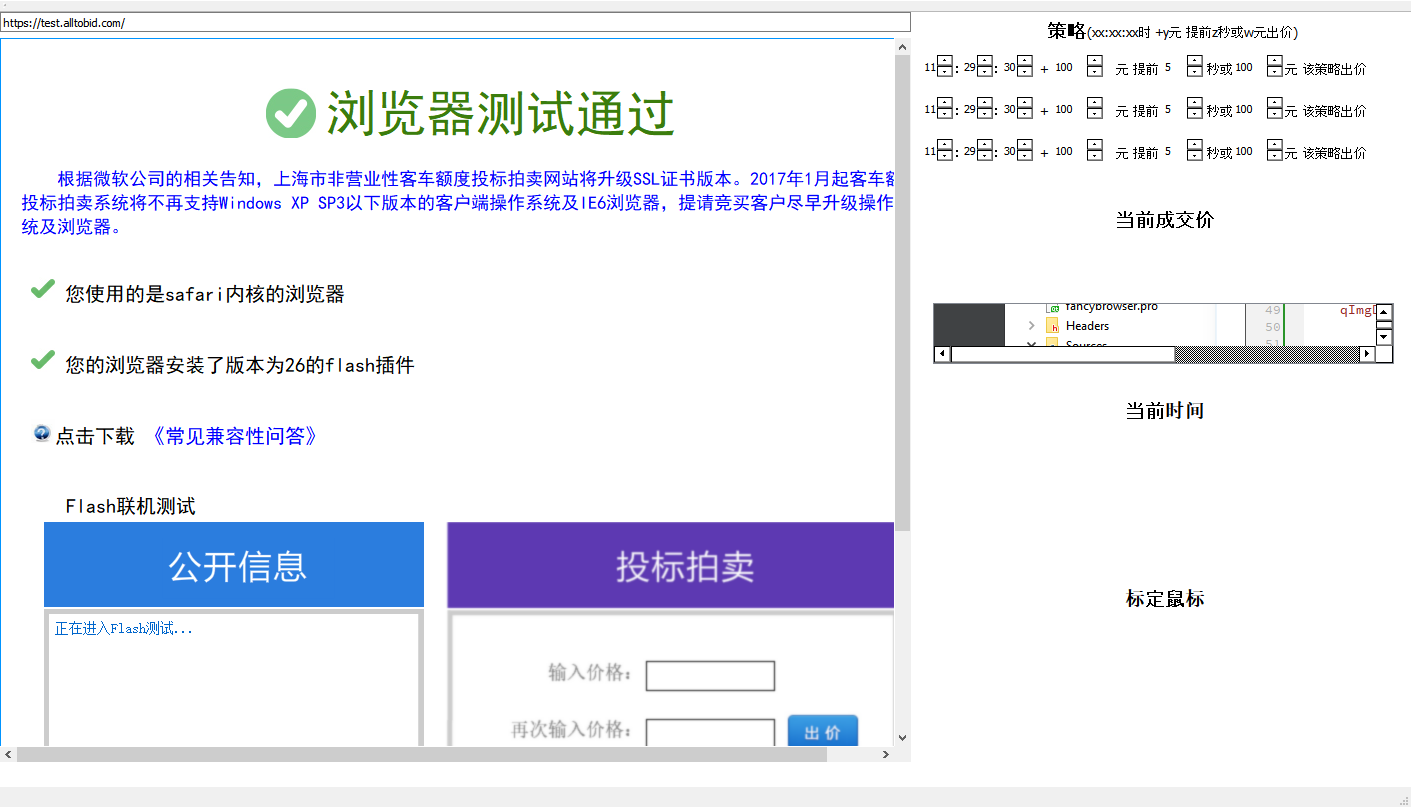 https://test.alltobid.com/
浏览器测试通过
根据微软公司的相关告知，上海市非营业性客车额度投标拍卖网站将升级SSL证书版本。2017年1月起客车额
投标拍卖系统将不再支持Windows XP SP3以下版本的客户端操作系统及IE6浏览器，提请竞买客户尽早升级操作
统及浏览器。
您使用的是safari内核的浏览器
您的浏览器安装了版本为26的flash插件
点击下载 《常见兼容性问答》
Flash联机测试
公开信息
正在进入Flash测试...
投标拍卖
输入价格：
再次输入价格：
出价
策略(xx:xx:xx时 +y元 提前z秒或w元出价)
11 : 29 : 30 + 100 元 提前 5 秒或 100 元 该策略出价
11 : 29 : 30 + 100 元 提前 5 秒或 100 元 该策略出价
11 : 29 : 30 + 100 元 提前 5 秒或 100 元 该策略出价
当前成交价
fancybrowser.pro
Headers
Sources
49 qImg
50
51
当前时间
标定鼠标